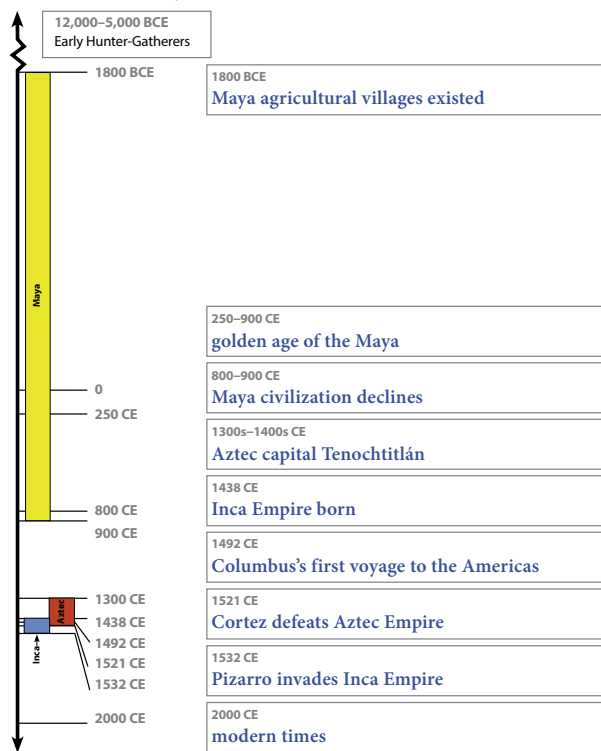 12,000–5,000 BCE
Early Hunter-Gatherers
1800 BCE
1800 BCE
Maya agricultural villages existed
Maya
250–900 CE
golden age of the Maya
0
800–900 CE
Maya civilization declines
250 CE
1300s–1400s CE
Aztec capital Tenochtitlán
800 CE
1438 CE
Inca Empire born
900 CE
1492 CE
Columbus’s first voyage to the Americas
1300 CE
Aztec
1438 CE
1521 CE
Cortez defeats Aztec Empire
1492 CE
Inca
1521 CE
1532 CE
Pizarro invades Inca Empire
1532 CE
2000 CE
2000 CE
modern times